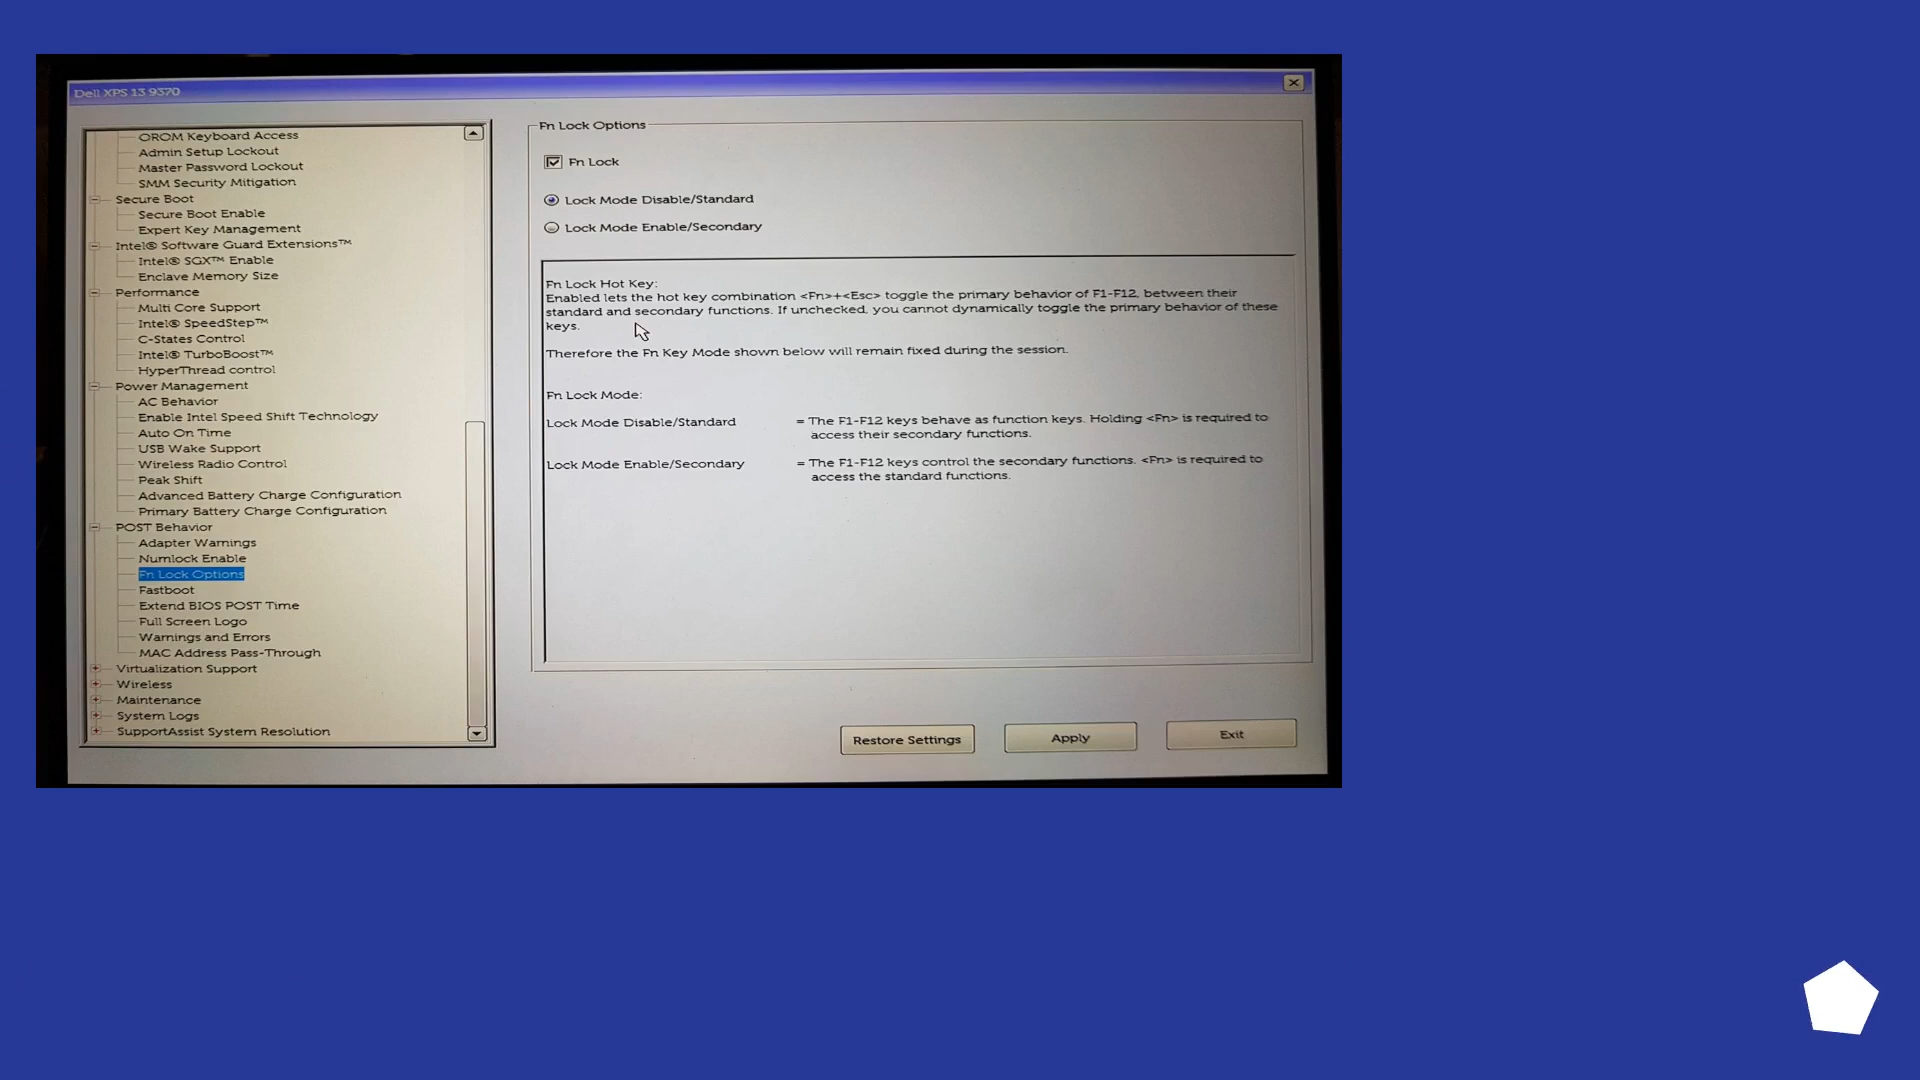 Dell XPS 13 9370
OROM Keyboard Access
Admin Setup Lockout
Master Password Lockout
SMM Security Mitigation
Secure Boot
Secure Boot Enable
Expert Key Management
Intel® Software Guard Extensions™
Intel® SGX™ Enable
Enclave Memory Size
Performance
Multi Core Support
Intel® SpeedStep™
C-States Control
Intel® TurboBoost™
HyperThread control
Power Management
AC Behavior
Enable Intel Speed Shift Technology
Auto On Time
USB Wake Support
Wireless Radio Control
Peak Shift
Advanced Battery Charge Configuration
Primary Battery Charge Configuration
POST Behavior
Adapter Warnings
Numlock Enable
Fn Lock Options
Fastboot
Extend BIOS POST Time
Full Screen Logo
Warnings and Errors
MAC Address Pass-Through
Virtualization Support
Wireless
Maintenance
System Logs
SupportAssist System Resolution
Fn Lock Options
Fn Lock
Lock Mode Disable/Standard
Lock Mode Enable/Secondary
Fn Lock Hot Key:
Enabled lets the hot key combination <Fn>+<Esc> toggle the primary behavior of F1-F12, between their
standard and secondary functions. If unchecked, you cannot dynamically toggle the primary behavior of these
keys.
Therefore the Fn Key Mode shown below will remain fixed during the session.
Fn Lock Mode:
Lock Mode Disable/Standard = The F1-F12 keys behave as function keys. Holding <Fn> is required to
access their secondary functions.
Lock Mode Enable/Secondary = The F1-F12 keys control the secondary functions. <Fn> is required to
access the standard functions.
Restore Settings Apply Exit